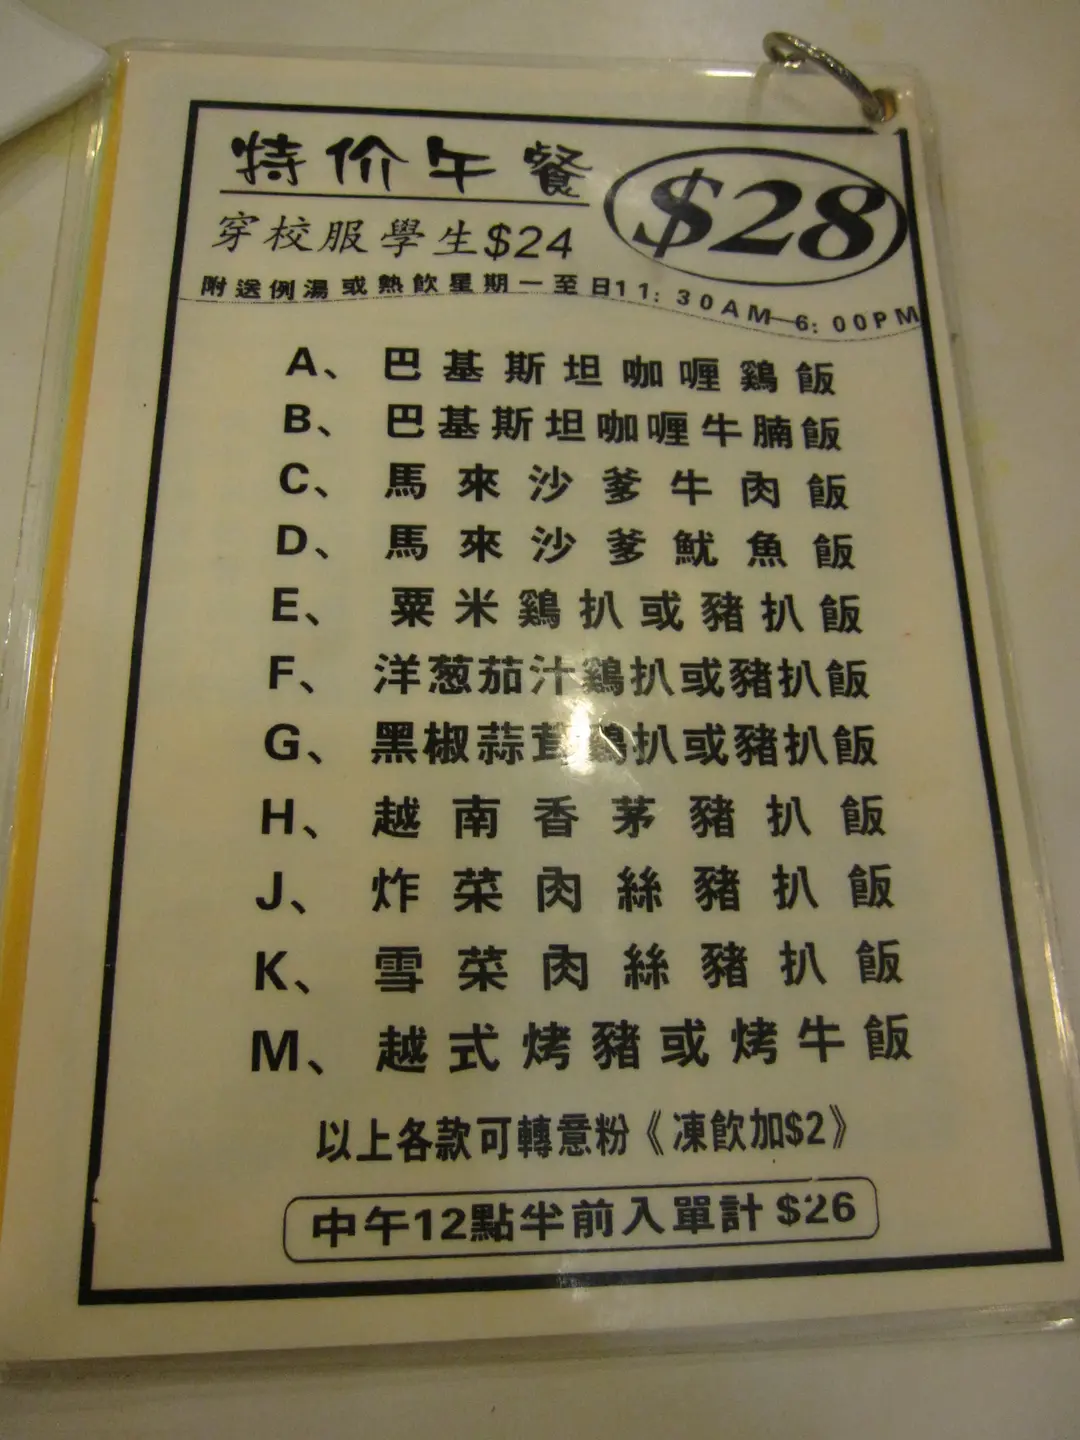 特价午餐
$28
穿校服學生$24
附送例湯或熱飲星期一至日11:30AM-6:00PM
A、巴基斯坦咖喱鷄飯
B、巴基斯坦咖喱牛腩飯
C、馬來沙爹牛肉飯
D、馬來沙爹魷魚飯
E、粟米鷄扒或豬扒飯
F、洋葱茄汁鷄扒或豬扒飯
G、黑椒蒜茸鷄扒或豬扒飯
H、越南香茅豬扒飯
J、炸菜肉絲豬扒飯
K、雪菜肉絲豬扒飯
M、越式烤豬或烤牛飯
以上各款可轉意粉《凍飲加$2》
中午12點半前入單計 $26